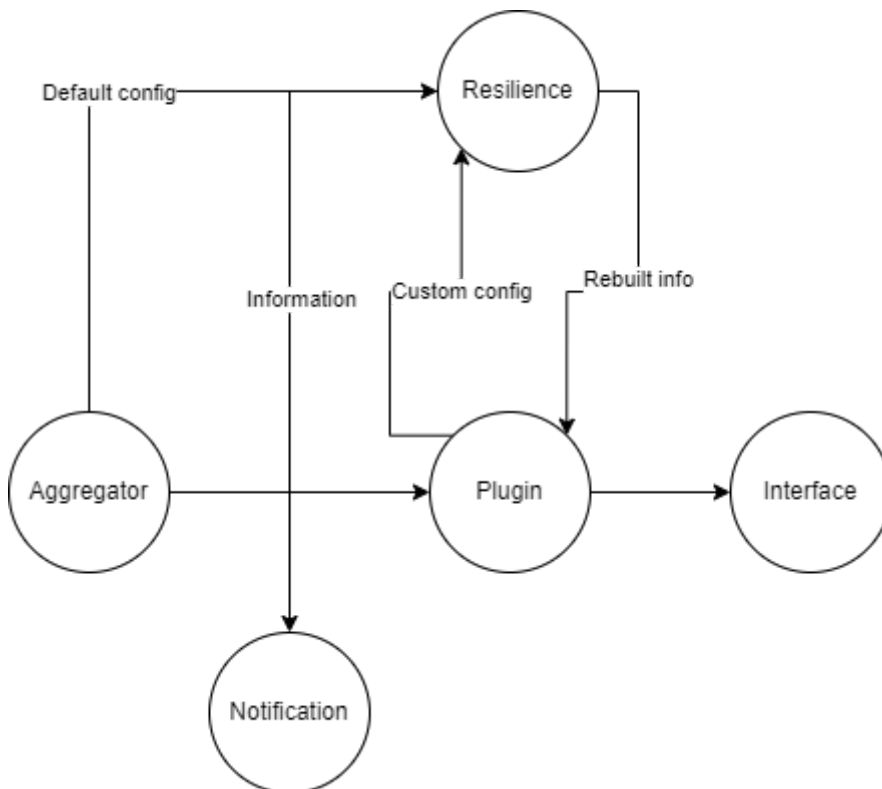 Resilience
Default config
Custom config
Rebuilt info
Information
Aggregator
Plugin
Interface
Notification